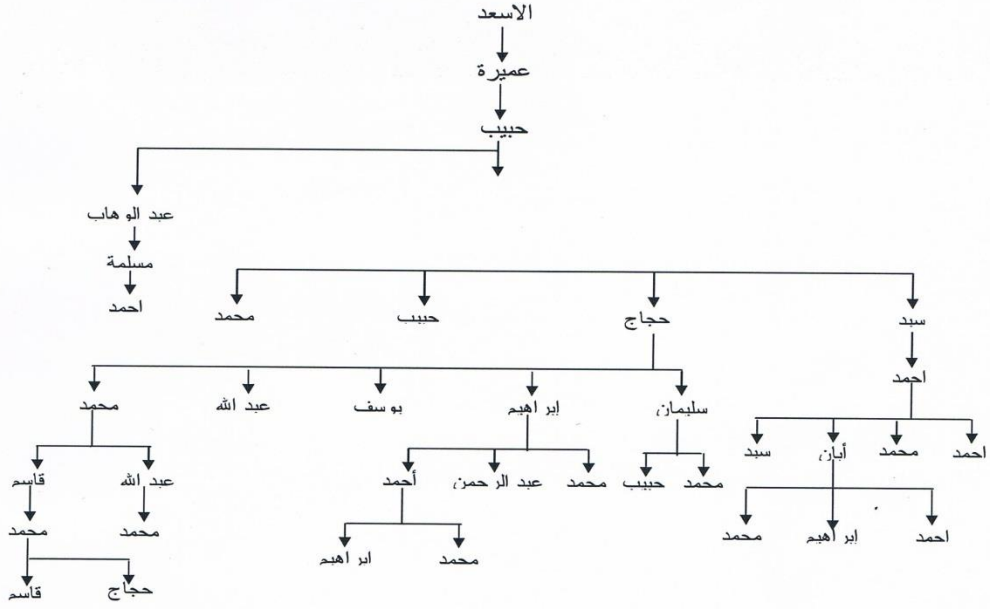 الاسعد
عميرة
حبيب
عبد الوهاب
مسلمة
احمد
سيد
حجاج
حبيب
محمد
احمد
سليمان
إبراهيم
يوسف
عبد الله
محمد
احمد
محمد
أبان
سيد
محمد
حبيب
محمد
عبد الرحمن
أحمد
عبد الله
قاسم
احمد
إبراهيم
محمد
محمد
ابراهيم
محمد
محمد
حجاج
قاسم